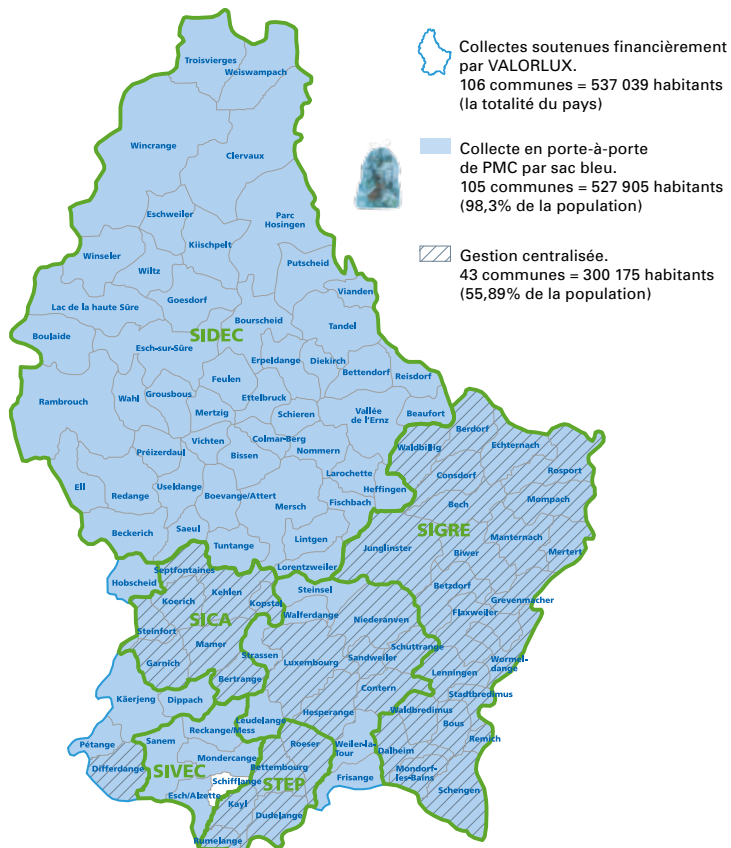 Collectes soutenues financièrement
par VALORLUX.
106 communes = 537 039 habitants
(la totalité du pays)
Collecte en porte-à-porte
de PMC par sac bleu.
105 communes = 527 905 habitants
(98,3% de la population)
Gestion centralisée.
43 communes = 300 175 habitants
(55,89% de la population)
Troisvierges
Weiswampach
Wincrange
Clervaux
Eschweiler
Parc
Hosingen
Kiischpelt
Winseler
Putscheid
Wiltz
Vianden
Goesdorf
Lac de la haute Sûre
Bourscheid
Tandel
Boulaide
SIDEC
Esch-sur-Sûre
Erpeldange
Diekirch
Bettendorf
Reisdorf
Feulen
Rambrouch
Wahl
Grousbous
Ettelbruck
Mertzig
Schieren
Vallée
de l'Ernz
Beaufort
Berdorf
Vichten
Colmar-Berg
Echternach
Préizerdaul
Bissen
Nommern
Waldbillig
Rosport
Ell
Useldange
Larochette
Consdorf
Redange
Boevange/Attert
Heffingen
Mompach
Mersch
Fischbach
Bech
Beckerich
Saeul
SIGRE
Lintgen
Manternach
Tuntange
Junglinster
Biwer
Mertert
Lorentzweiler
Septfontaines
Hobscheid
Steinsel
Betzdorf
Kehlen
Grevenmacher
Koerich
Kopstal
Walferdange
Niederanven
Flaxweiler
SICA
Steinfort
Mamer
Schuttrange
Strassen
Sandweiler
Wormel-
dange
Garnich
Luxembourg
Lenningen
Bertrange
Contern
Stadtbredimus
Käerjeng
Dippach
Hesperange
Waldbredimus
Leudelange
Bous
Reckange/Mess
Remich
Pétange
Sanem
Roeser
Weiler-la-
Tour
Dalheim
Mondercange
Differdange
SIVEC
Bettembourg
Mondorf
les-Bains
Schifflange
STEP
Frisange
Schengen
Esch/Alzette
Kayl
Dudelange
Rumelange